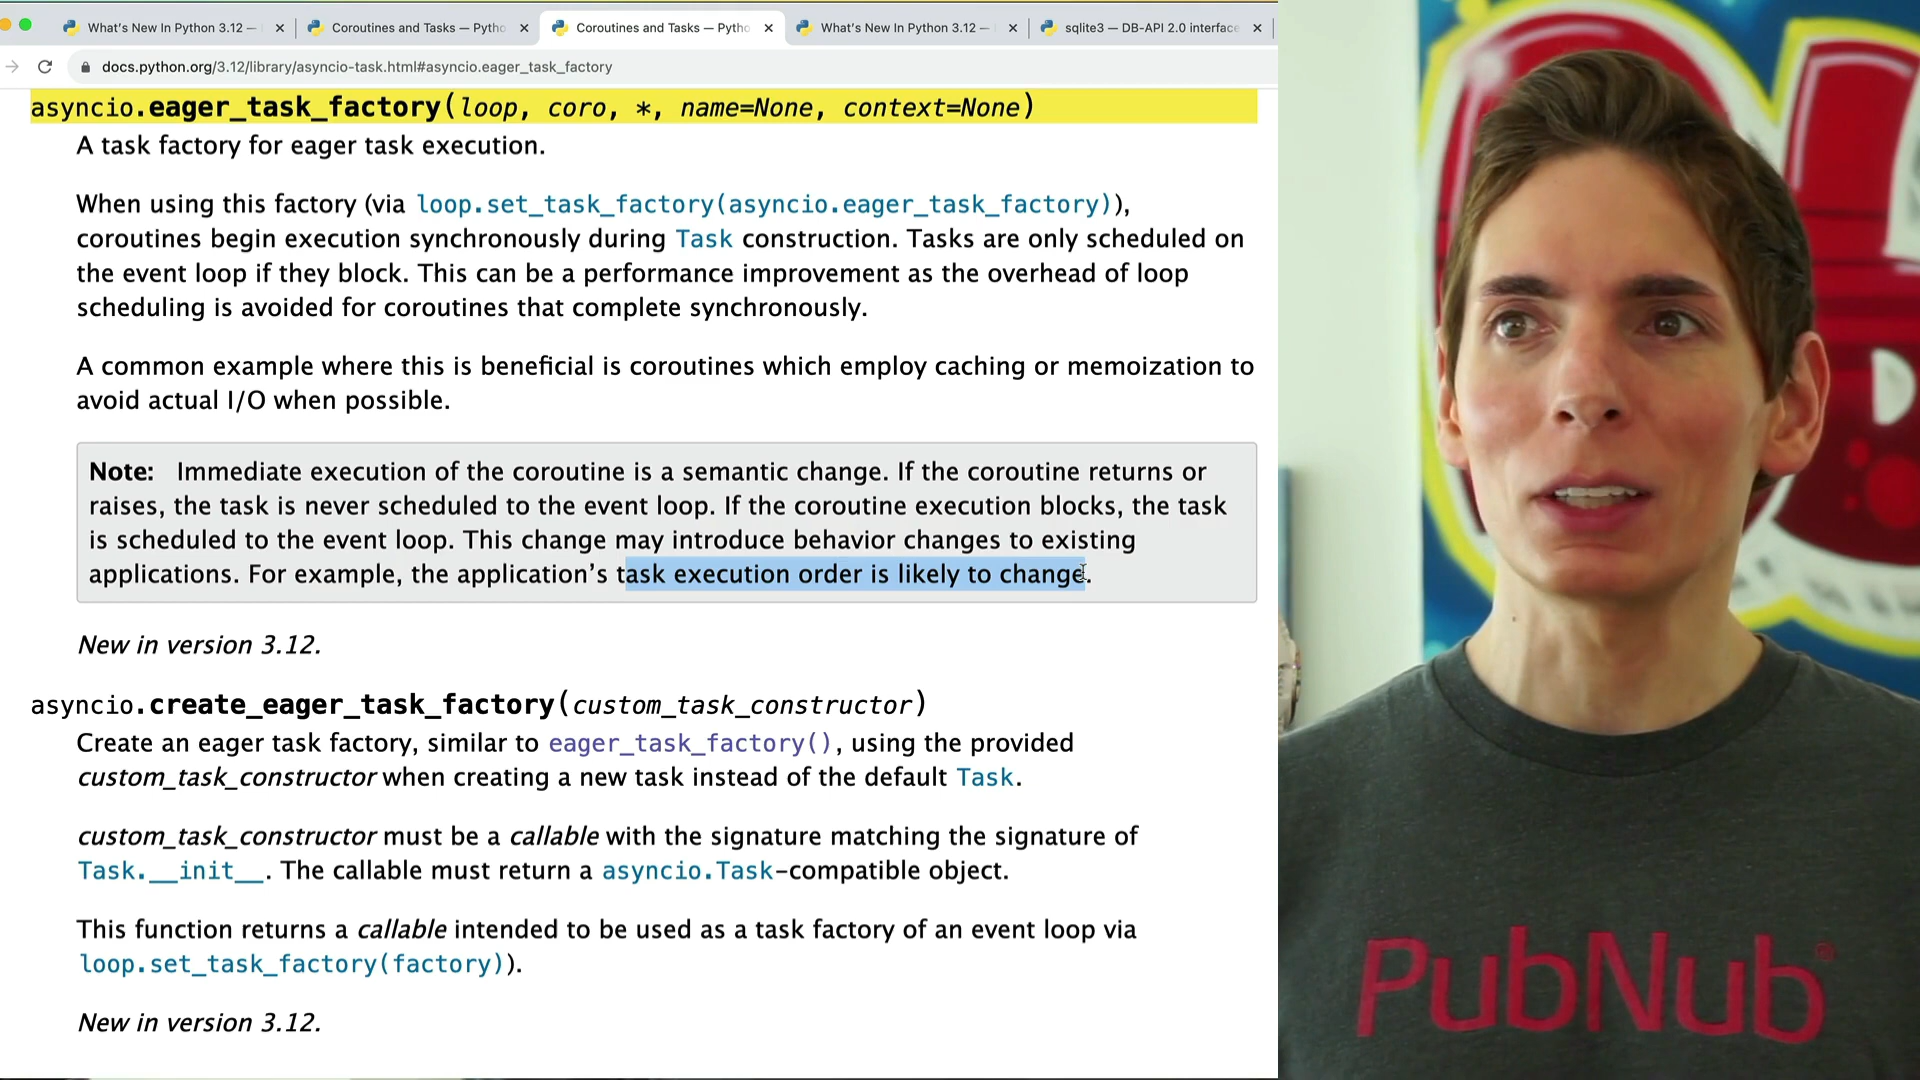 What's New In Python 3.12 —
Coroutines and Tasks — Pytho
Coroutines and Tasks — Pytho
What's New In Python 3.12 —
sqlite3 — DB-API 2.0 interface
docs.python.org/3.12/library/asyncio-task.html#asyncio.eager_task_factory
asyncio.eager_task_factory(loop, coro, *, name=None, context=None)
A task factory for eager task execution.
When using this factory (via loop.set_task_factory(asyncio.eager_task_factory)),
coroutines begin execution synchronously during Task construction. Tasks are only scheduled on
the event loop if they block. This can be a performance improvement as the overhead of loop
scheduling is avoided for coroutines that complete synchronously.
A common example where this is beneficial is coroutines which employ caching or memoization to
avoid actual I/O when possible.
Note: Immediate execution of the coroutine is a semantic change. If the coroutine returns or
raises, the task is never scheduled to the event loop. If the coroutine execution blocks, the task
is scheduled to the event loop. This change may introduce behavior changes to existing
applications. For example, the application's task execution order is likely to change.
New in version 3.12.
asyncio.create_eager_task_factory(custom_task_constructor)
Create an eager task factory, similar to eager_task_factory(), using the provided
custom_task_constructor when creating a new task instead of the default Task.
custom_task_constructor must be a callable with the signature matching the signature of
Task.__init__. The callable must return a asyncio.Task-compatible object.
This function returns a callable intended to be used as a task factory of an event loop via
loop.set_task_factory(factory)).
New in version 3.12.
PubNub®